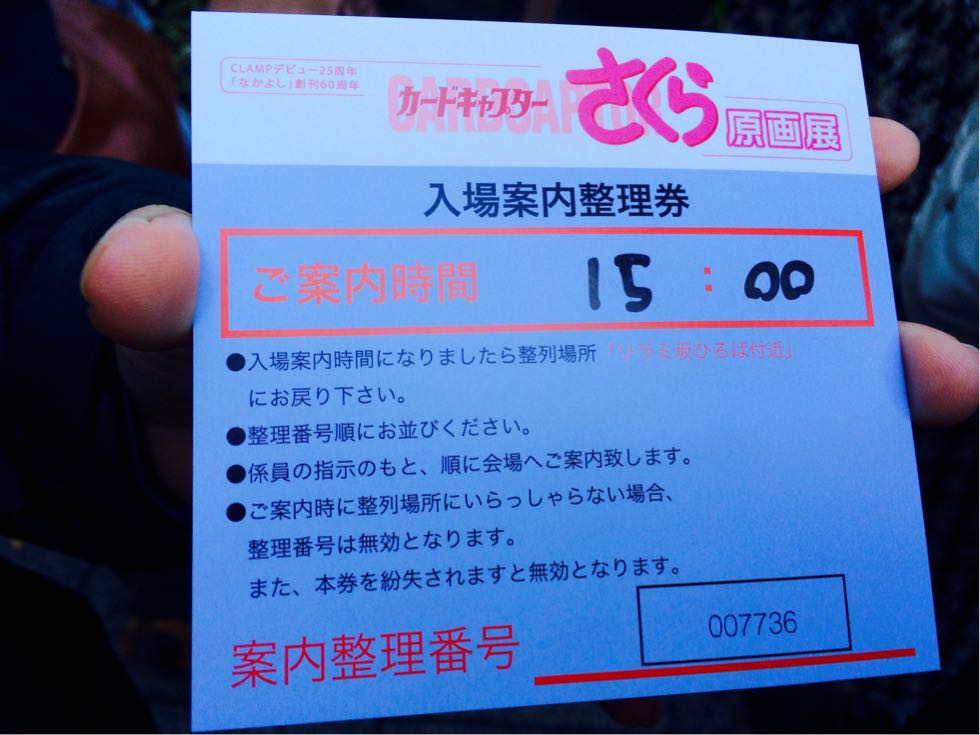 CLAMPデビュー25周年
「なかよし」創刊60周年
CARDCAPTOR
カードキャプター さくら 原画展
入場案内整理券
ご案内時間 15:00
●入場案内時間になりましたら整列場所「ソラミ坂ひろば付近」
にお戻り下さい。
●整理番号順にお並びください。
●係員の指示のもと、順に会場へご案内致します。
●ご案内時に整列場所にいらっしゃらない場合、
整理番号は無効となります。
また、本券を紛失されますと無効となります。
案内整理番号 007736